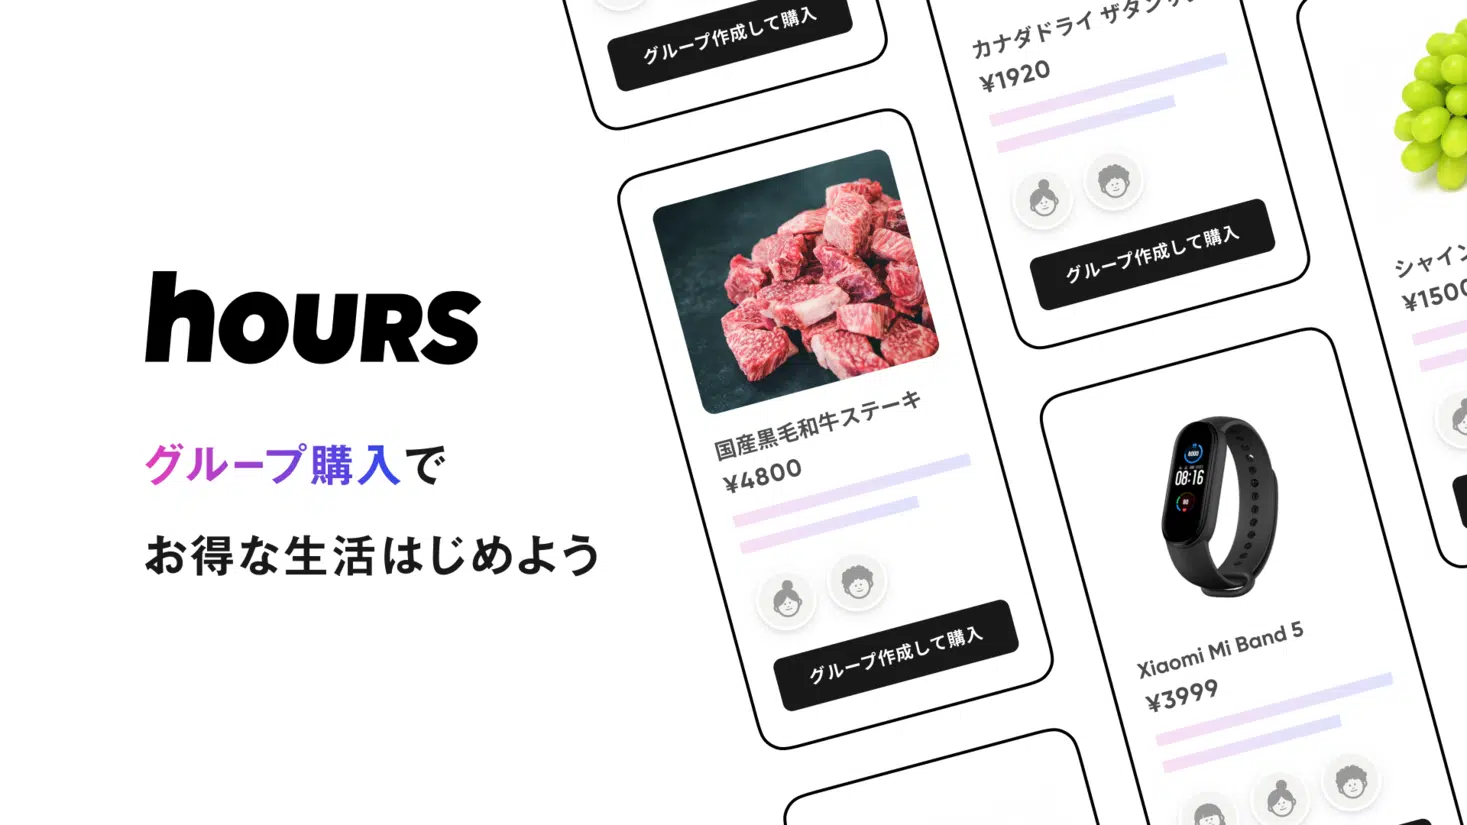 hOURS
グループ購入で
お得な生活はじめよう
グループ作成して購入
国産黒毛和牛ステーキ
¥4800
グループ作成して購入
カナダドライ ザタンサン
¥1920
グループ作成して購入
08:16
Xiaomi Mi Band 5
¥3999
シャイン
¥1500